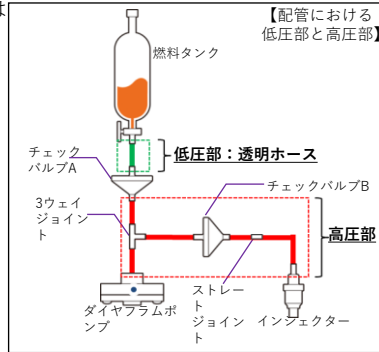 は
【配管における
低圧部と高圧部】
燃料タンク
チェック
バルブA
低圧部：透明ホース
チェックバルブB
3ウェイ
ジョイン
ト
高圧部
ダイヤフラムポ
ンプ
ストレー
ト
ジョイント
インジェクター